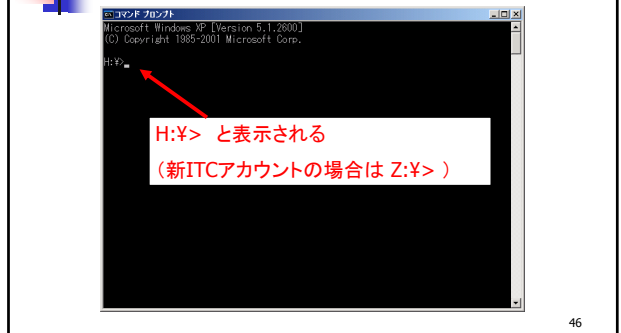 コマンド プロンプト
Microsoft Windows XP [Version 5.1.2600]
(C) Copyright 1985-2001 Microsoft Corp.
H:¥>_
H:¥> と表示される
（新ITCアカウントの場合は Z:¥> ）
46